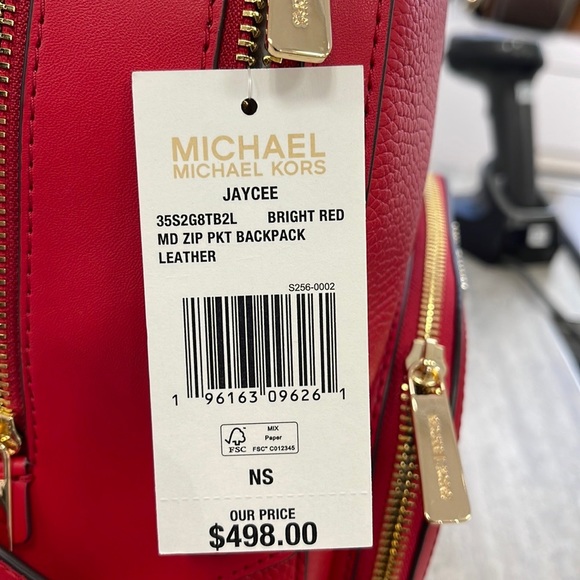 MICHAEL
MICHAEL KORS
JAYCEE
35S2G8TB2L BRIGHT RED
MD ZIP PKT BACKPACK
LEATHER
S256-0002
1 96163 09626 1
FSC
MIX
Paper
FSC™ C012345
NS
OUR PRICE
$498.00